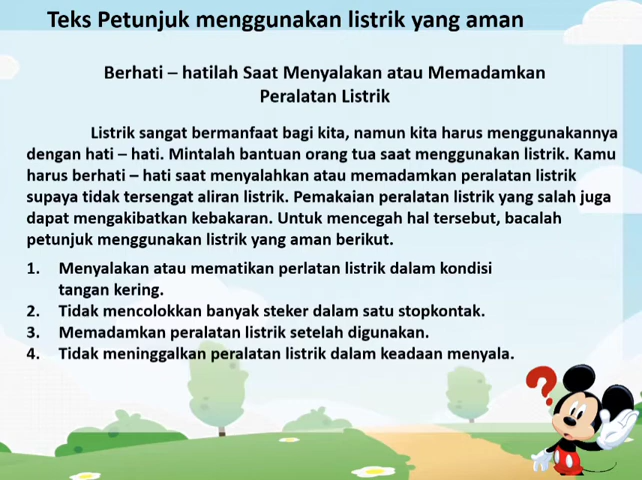 Teks Petunjuk menggunakan listrik yang aman
Berhati – hatilah Saat Menyalakan atau Memadamkan
Peralatan Listrik
Listrik sangat bermanfaat bagi kita, namun kita harus menggunakannya
dengan hati – hati. Mintalah bantuan orang tua saat menggunakan listrik. Kamu
harus berhati – hati saat menyalahkan atau memadamkan peralatan listrik
supaya tidak tersengat aliran listrik. Pemakaian peralatan listrik yang salah juga
dapat mengakibatkan kebakaran. Untuk mencegah hal tersebut, bacalah
petunjuk menggunakan listrik yang aman berikut.
1. Menyalakan atau mematikan perlatan listrik dalam kondisi
tangan kering.
2. Tidak mencolokkan banyak steker dalam satu stopkontak.
3. Memadamkan peralatan listrik setelah digunakan.
4. Tidak meninggalkan peralatan listrik dalam keadaan menyala.
?